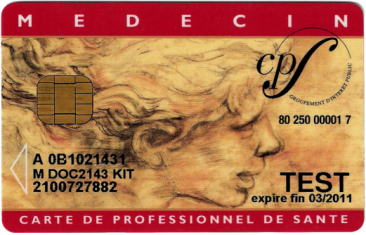 MEDECIN
cps
GROUPEMENT D'INTERET PUBLIC
80 250 00001 7
A 0B1021431
M DOC2143 KIT
2100727882
TEST
expire fin 03/2011
CARTE DE PROFESSIONNEL DE SANTE